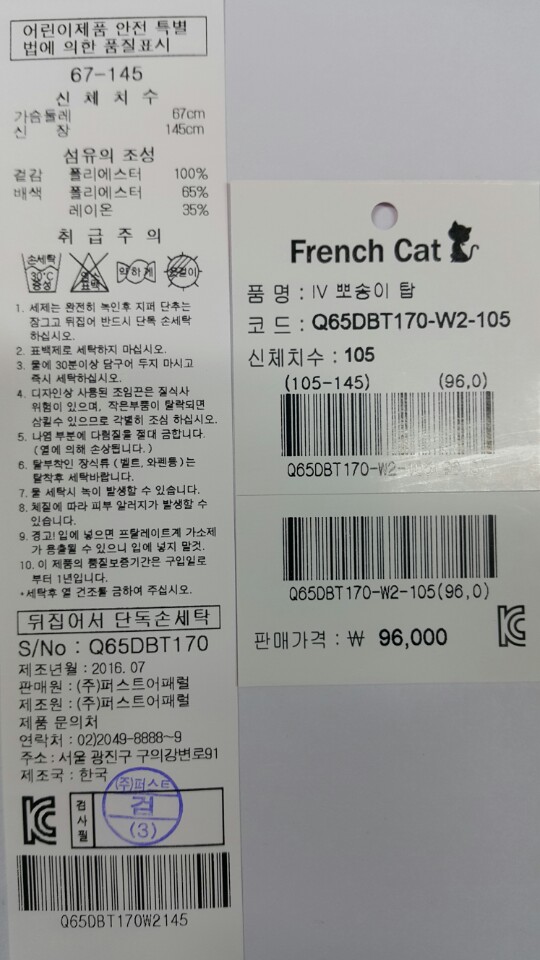 어린이제품 안전 특별
법에 의한 품질표시
67-145
신 체 치 수
가슴둘레 67cm
신 장 145cm
섬유의 조성
겉감 폴리에스터 100%
배색 폴리에스터 65%
레이온 35%
취 급 주 의
손세탁
30℃
중성
염소
표백
약하게
옷걸이
1. 세제는 완전히 녹인후 지퍼 단추는
잠그고 뒤집어 반드시 단독 손세탁
하십시오.
2. 표백제로 세탁하지 마십시오.
3. 물에 30분이상 담구어 두지 마시고
즉시 세탁하십시오.
4. 디자인상 사용된 조임끈은 질식사
위험이 있으며, 작은부품이 탈락되면
삼킬수 있으므로 각별히 조심 하십시오.
5. 나염 부분에 다림질을 절대 금합니다.
(열에 의해 손상됩니다.)
6. 탈부착인 장식류(벨트, 와펜등)는
탈착후 세탁바랍니다.
7. 물 세탁시 녹이 발생할 수 있습니다.
8. 체질에 따라 피부 알러지가 발생할 수
있습니다.
9. 경고! 입에 넣으면 프탈레이트계 가소제
가 용출될 수 있으니 입에 넣지 말것.
10. 이 제품의 품질보증기간은 구입일로
부터 1년입니다.
*세탁후 열 건조를 금하여 주십시오.
뒤집어서 단독손세탁
S/No : Q65DBT170
제조년월 : 2016. 07
판매원 : (주)퍼스트어패럴
제조원 : (주)퍼스트어패럴
제품 문의처
연락처 : 02)2049-8888~9
주소 : 서울 광진구 구의강변로91
제조국 : 한국
KC
검사필
(주)퍼스트
검
(3)
Q65DBT170W2145
French Cat
품 명 : IV 뽀송이 탑
코 드 : Q65DBT170-W2-105
신체치수 : 105
(105-145) (96,0)
Q65DBT170-W2-
Q65DBT170-W2-105(96,0)
판매가격 : ₩ 96,000
KC